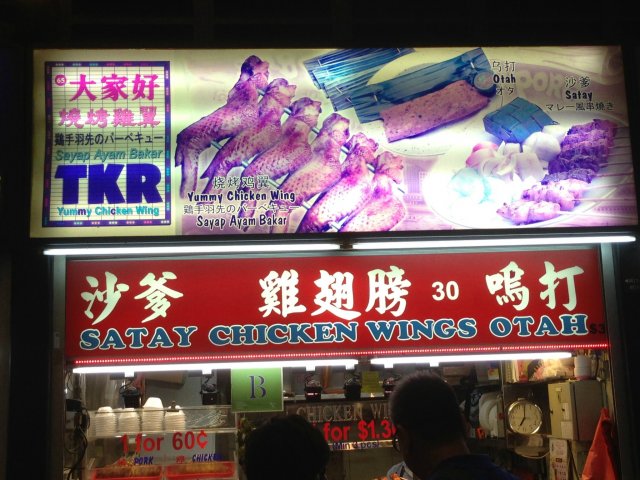 65
大家好
燒烤雞翼
鶏手羽先のバーベキュー
Sayap Ayam Bakar
TKR
Yummy Chicken Wing
烧烤鸡翼
Yummy Chicken Wing
鶏手羽先のバーベキュー
Sayap Ayam Bakar
乌打
Otah
オタ
沙爹
Satay
マレー風串焼き
沙爹 雞翅膀 30 嗚打
SATAY CHICKEN WINGS OTAH
B
CHICKEN
1 for 60¢
PORK CHICKEN
for $1.3